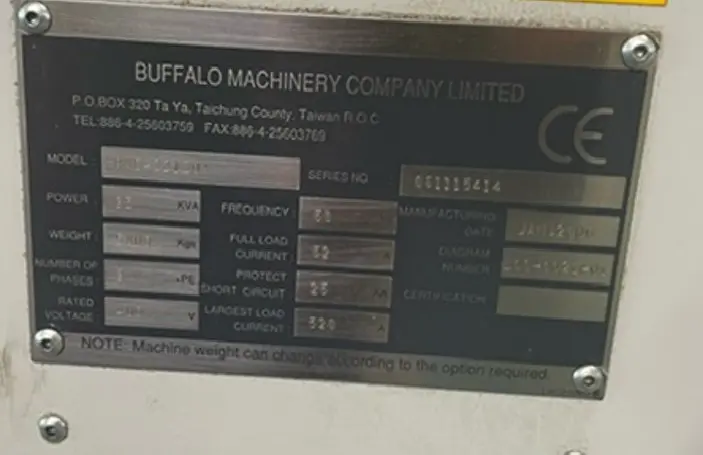 BUFFALO MACHINERY COMPANY LIMITED
P.O.BOX 320 Ta Ya, Taichung County. Taiwan R.O.C
TEL:886-4-25603759 FAX:886-4-25603769
CE
MODEL
SERIES NO. 061115414
POWER KVA
FREQUENCY
MANUFACTURING DATE
WEIGHT Kgs
FULL LOAD CURRENT 52 A
DIAGRAM NUMBER
NUMBER OF PHASES +PE
PROTECT SHORT CIRCUIT 25 KA
CERTIFICATION
RATED VOLTAGE V
LARGEST LOAD CURRENT A
NOTE: Machine weight can change according to the option required.